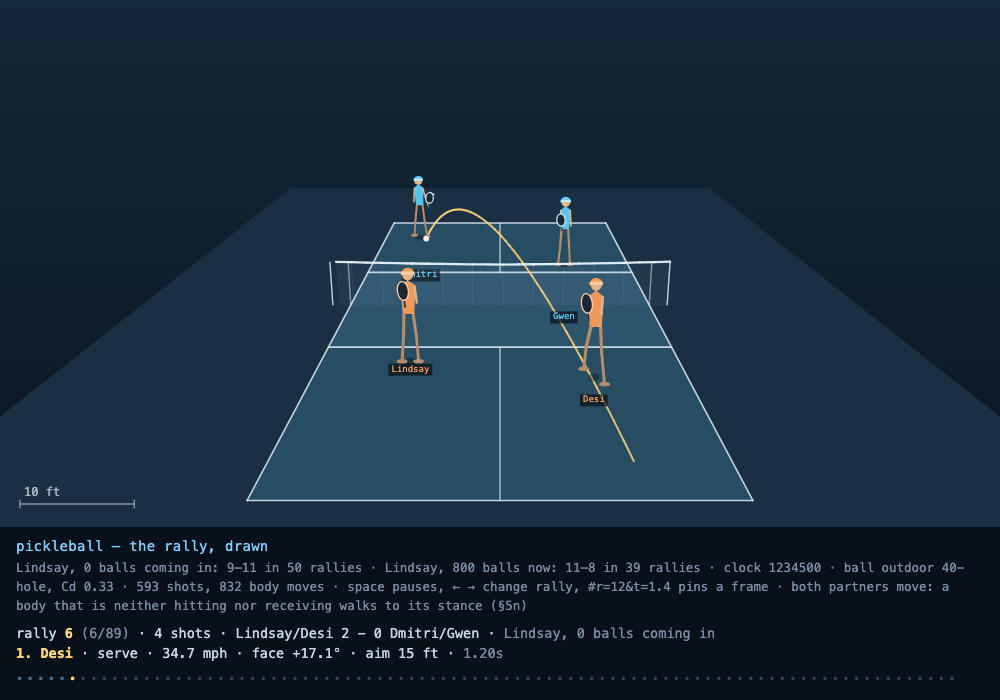 itri
Gwen
Lindsay
Desi
10 ft
pickleball — the rally, drawn
Lindsay, 0 balls coming in: 9–11 in 50 rallies · Lindsay, 800 balls now: 11–8 in 39 rallies · clock 1234500 · ball outdoor 40-
hole, Cd 0.33 · 593 shots, 832 body moves · space pauses, ← → change rally, #r=12&t=1.4 pins a frame · both partners move: a
body that is neither hitting nor receiving walks to its stance (§5n)
rally 6 (6/89) · 4 shots · Lindsay/Desi 2 – 0 Dmitri/Gwen · Lindsay, 0 balls coming in
1. Desi · serve · 34.7 mph · face +17.1° · aim 15 ft · 1.20s